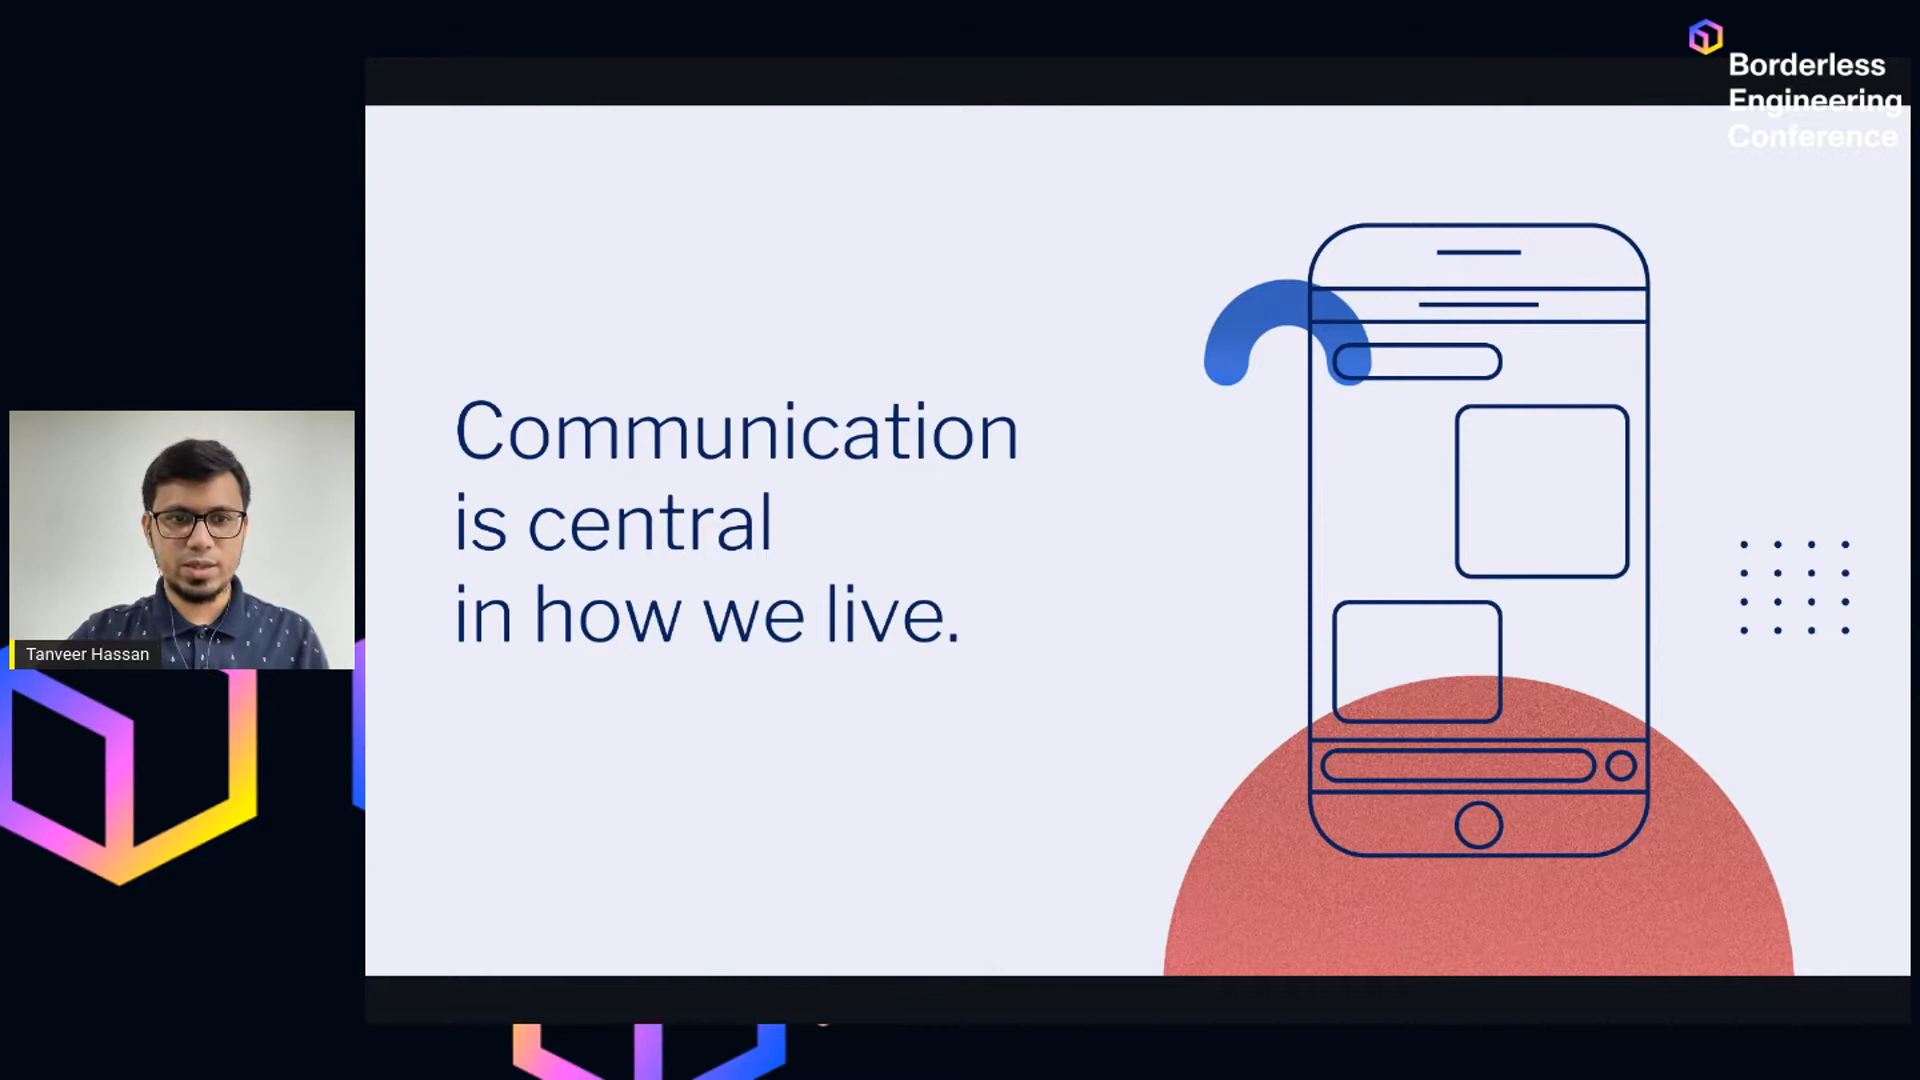 Borderless
Engineering
Conference
Communication
is central
in how we live.
Tanveer Hassan